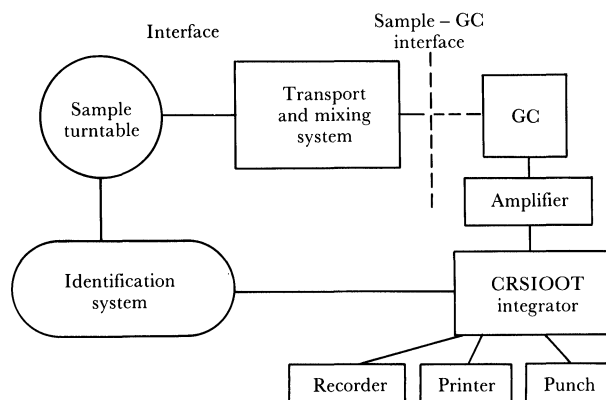 Interface
Sample – GC
interface
Sample
turntable
Transport
and mixing
system
GC
Amplifier
Identification
system
CRSIOOT
integrator
Recorder
Printer
Punch